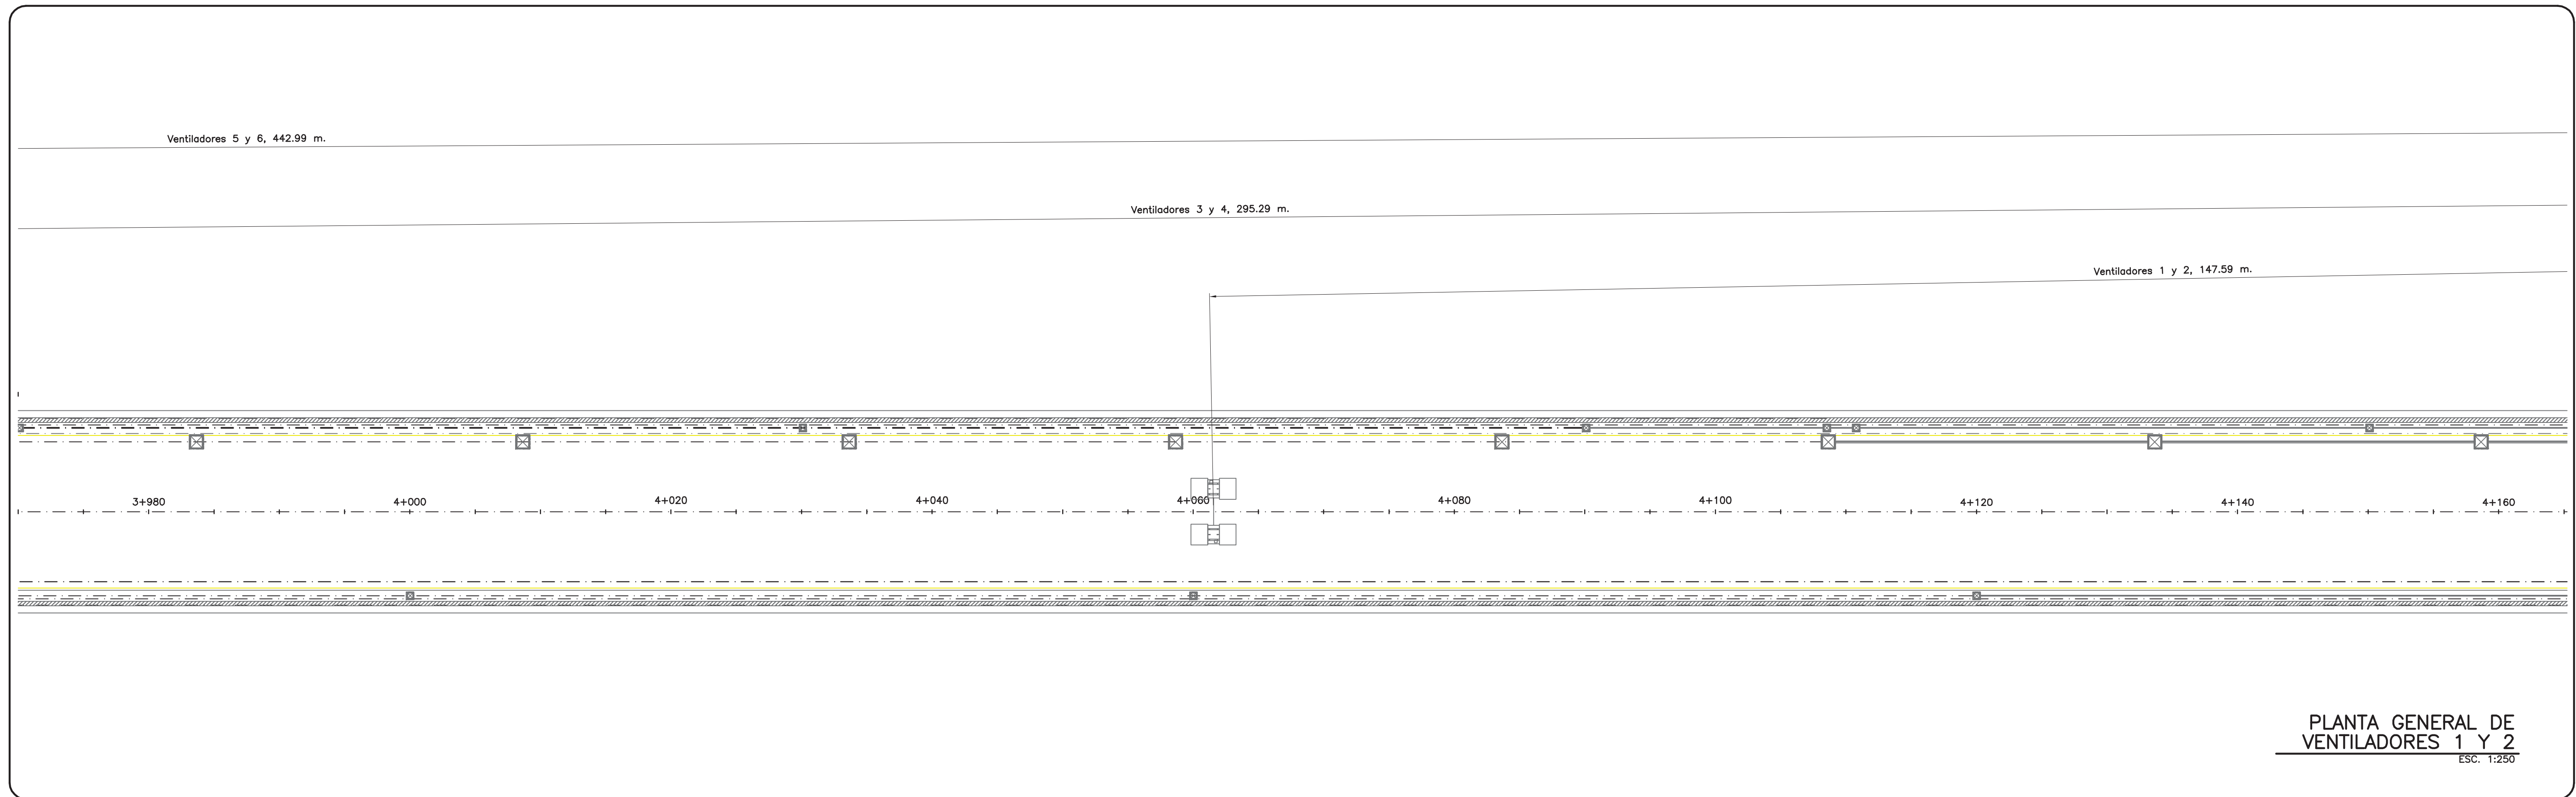 Ventiladores 5 y 6, 442.99 m.
Ventiladores 3 y 4, 295.29 m.
Ventiladores 1 y 2, 147.59 m.
3+980 4+000 4+020 4+040 4+060 4+080 4+100 4+120 4+140 4+160
PLANTA GENERAL DE
VENTILADORES 1 Y 2
ESC. 1:250